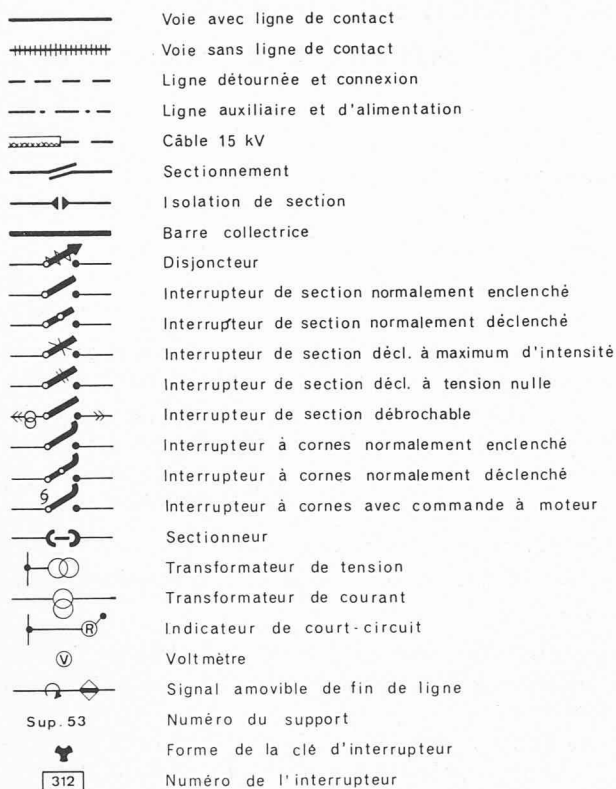 Voie avec ligne de contact
Voie sans ligne de contact
Ligne détournée et connexion
Ligne auxiliaire et d'alimentation
Câble 15 kV
Sectionnement
Isolation de section
Barre collectrice
Disjoncteur
Interrupteur de section normalement enclenché
Interrupteur de section normalement déclenché
Interrupteur de section décl. à maximum d'intensité
Interrupteur de section décl. à tension nulle
Interrupteur de section débrochable
Interrupteur à cornes normalement enclenché
Interrupteur à cornes normalement déclenché
Interrupteur à cornes avec commande à moteur
Sectionneur
Transformateur de tension
Transformateur de courant
R Indicateur de court-circuit
V Voltmètre
Signal amovible de fin de ligne
Sup. 53 Numéro du support
Forme de la clé d'interrupteur
312 Numéro de l'interrupteur